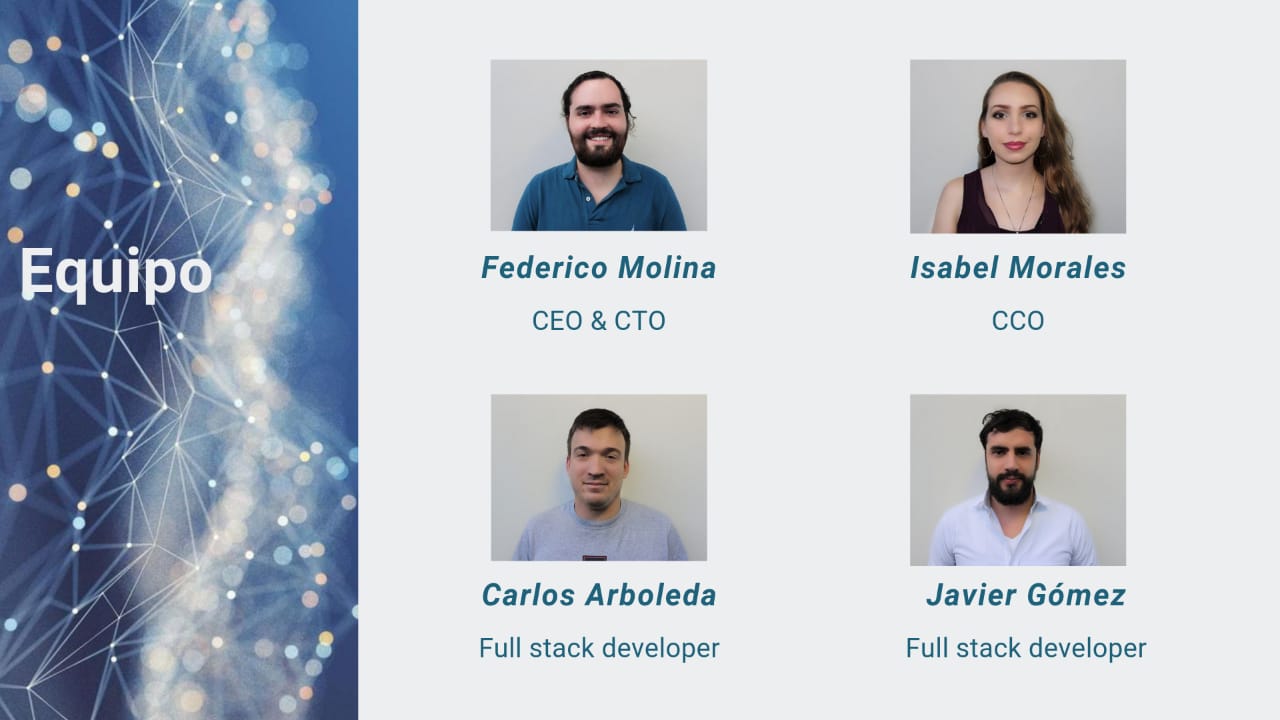 Equipo
Federico Molina
CEO & CTO
Isabel Morales
CCO
Carlos Arboleda
Full stack developer
Javier Gómez
Full stack developer